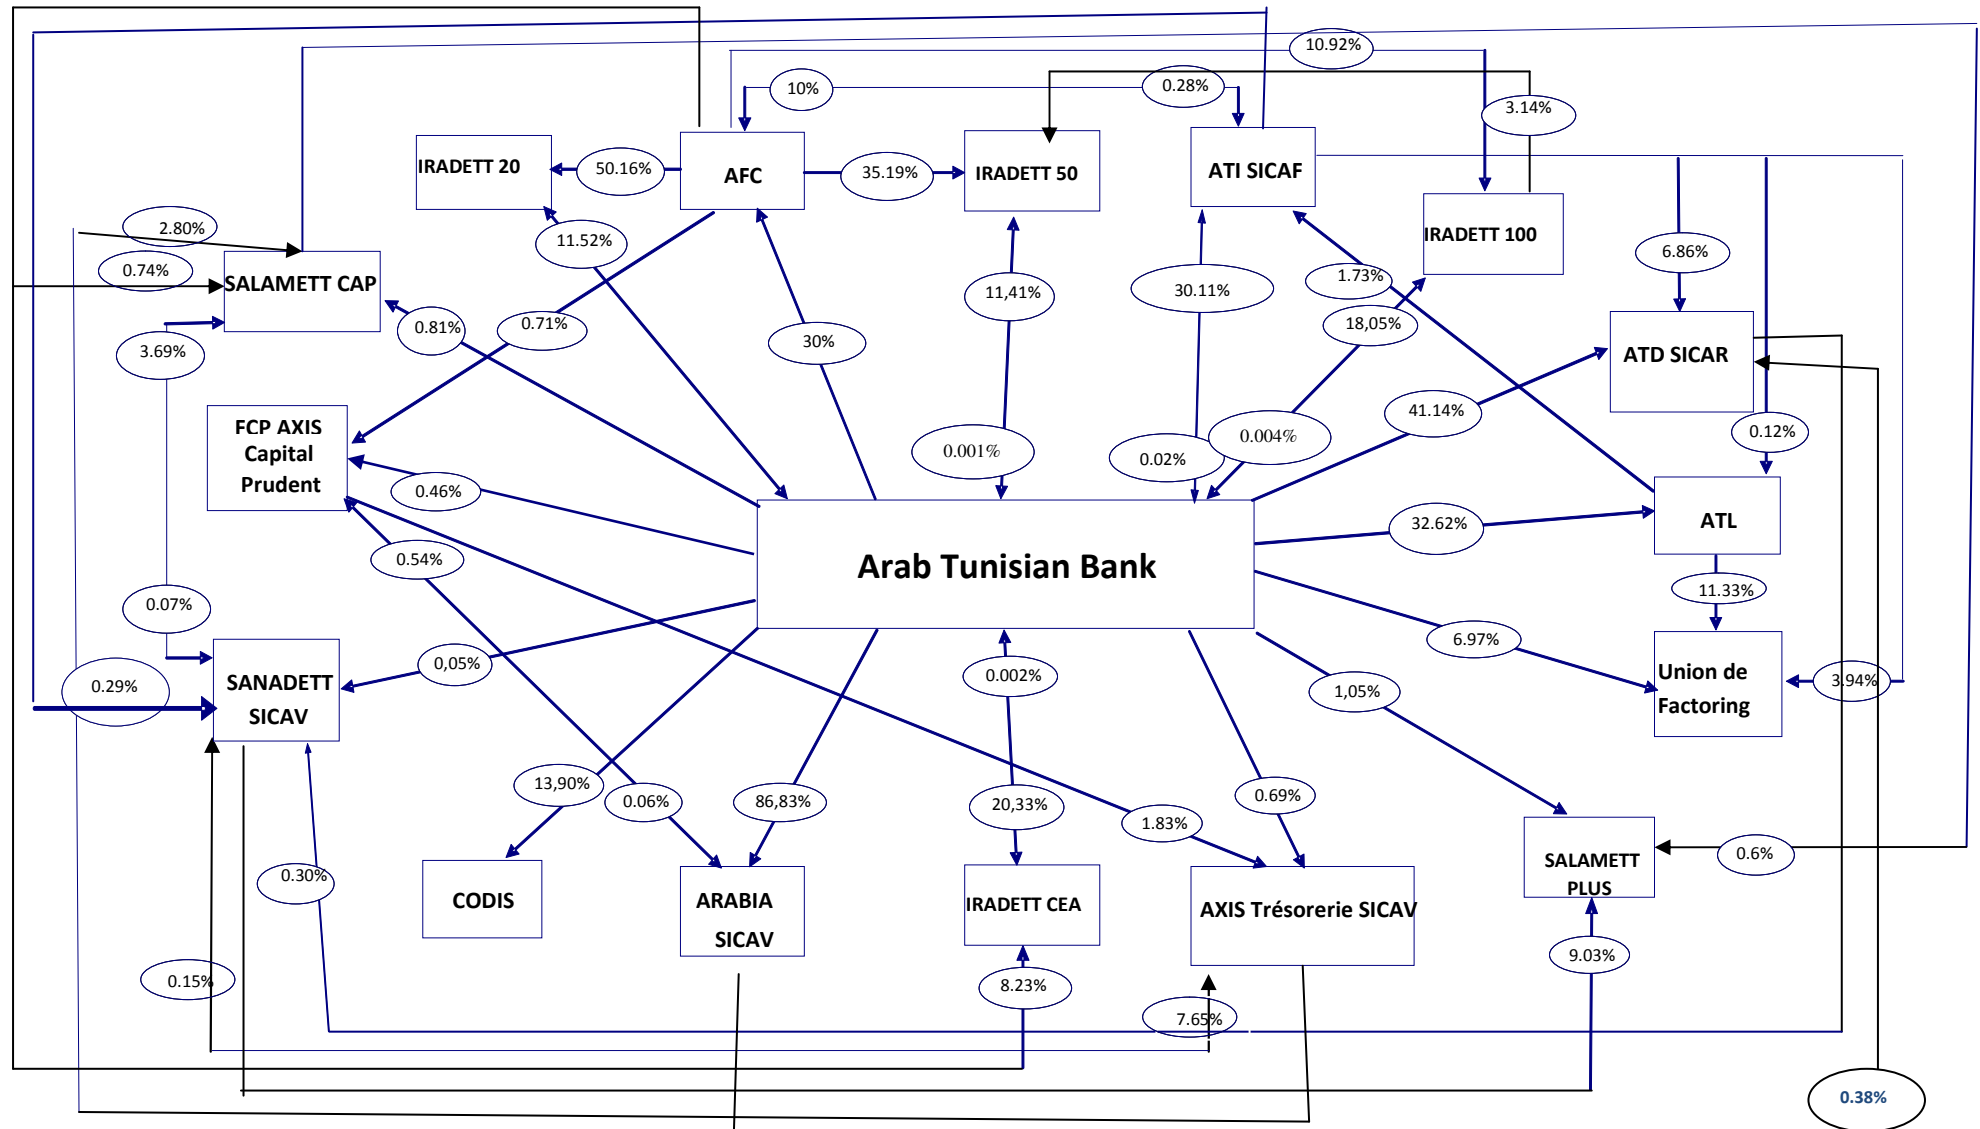 10.92%
10%
0.28%
3.14%
IRADETT 20
50.16%
AFC
35.19%
IRADETT 50
ATI SICAF
2.80%
11.52%
IRADETT 100
6.86%
0.74%
SALAMETT CAP
11,41%
30.11%
1.73%
3.69%
0.81%
0.71%
30%
18,05%
ATD SICAR
41.14%
FCP AXIS
Capital
Prudent
0.001%
0.02%
0.004%
0.12%
0.46%
32.62%
ATL
0.54%
Arab Tunisian Bank
11.33%
0.07%
6.97%
0,05%
0.002%
0.29%
SANADETT
SICAV
1,05%
Union de
Factoring
3.94%
13,90%
0.06%
86,83%
20,33%
1.83%
0.69%
0.6%
SALAMETT
PLUS
0.30%
CODIS
ARABIA
SICAV
IRADETT CEA
AXIS Trésorerie SICAV
9.03%
0.15%
8.23%
7.65%
0.38%